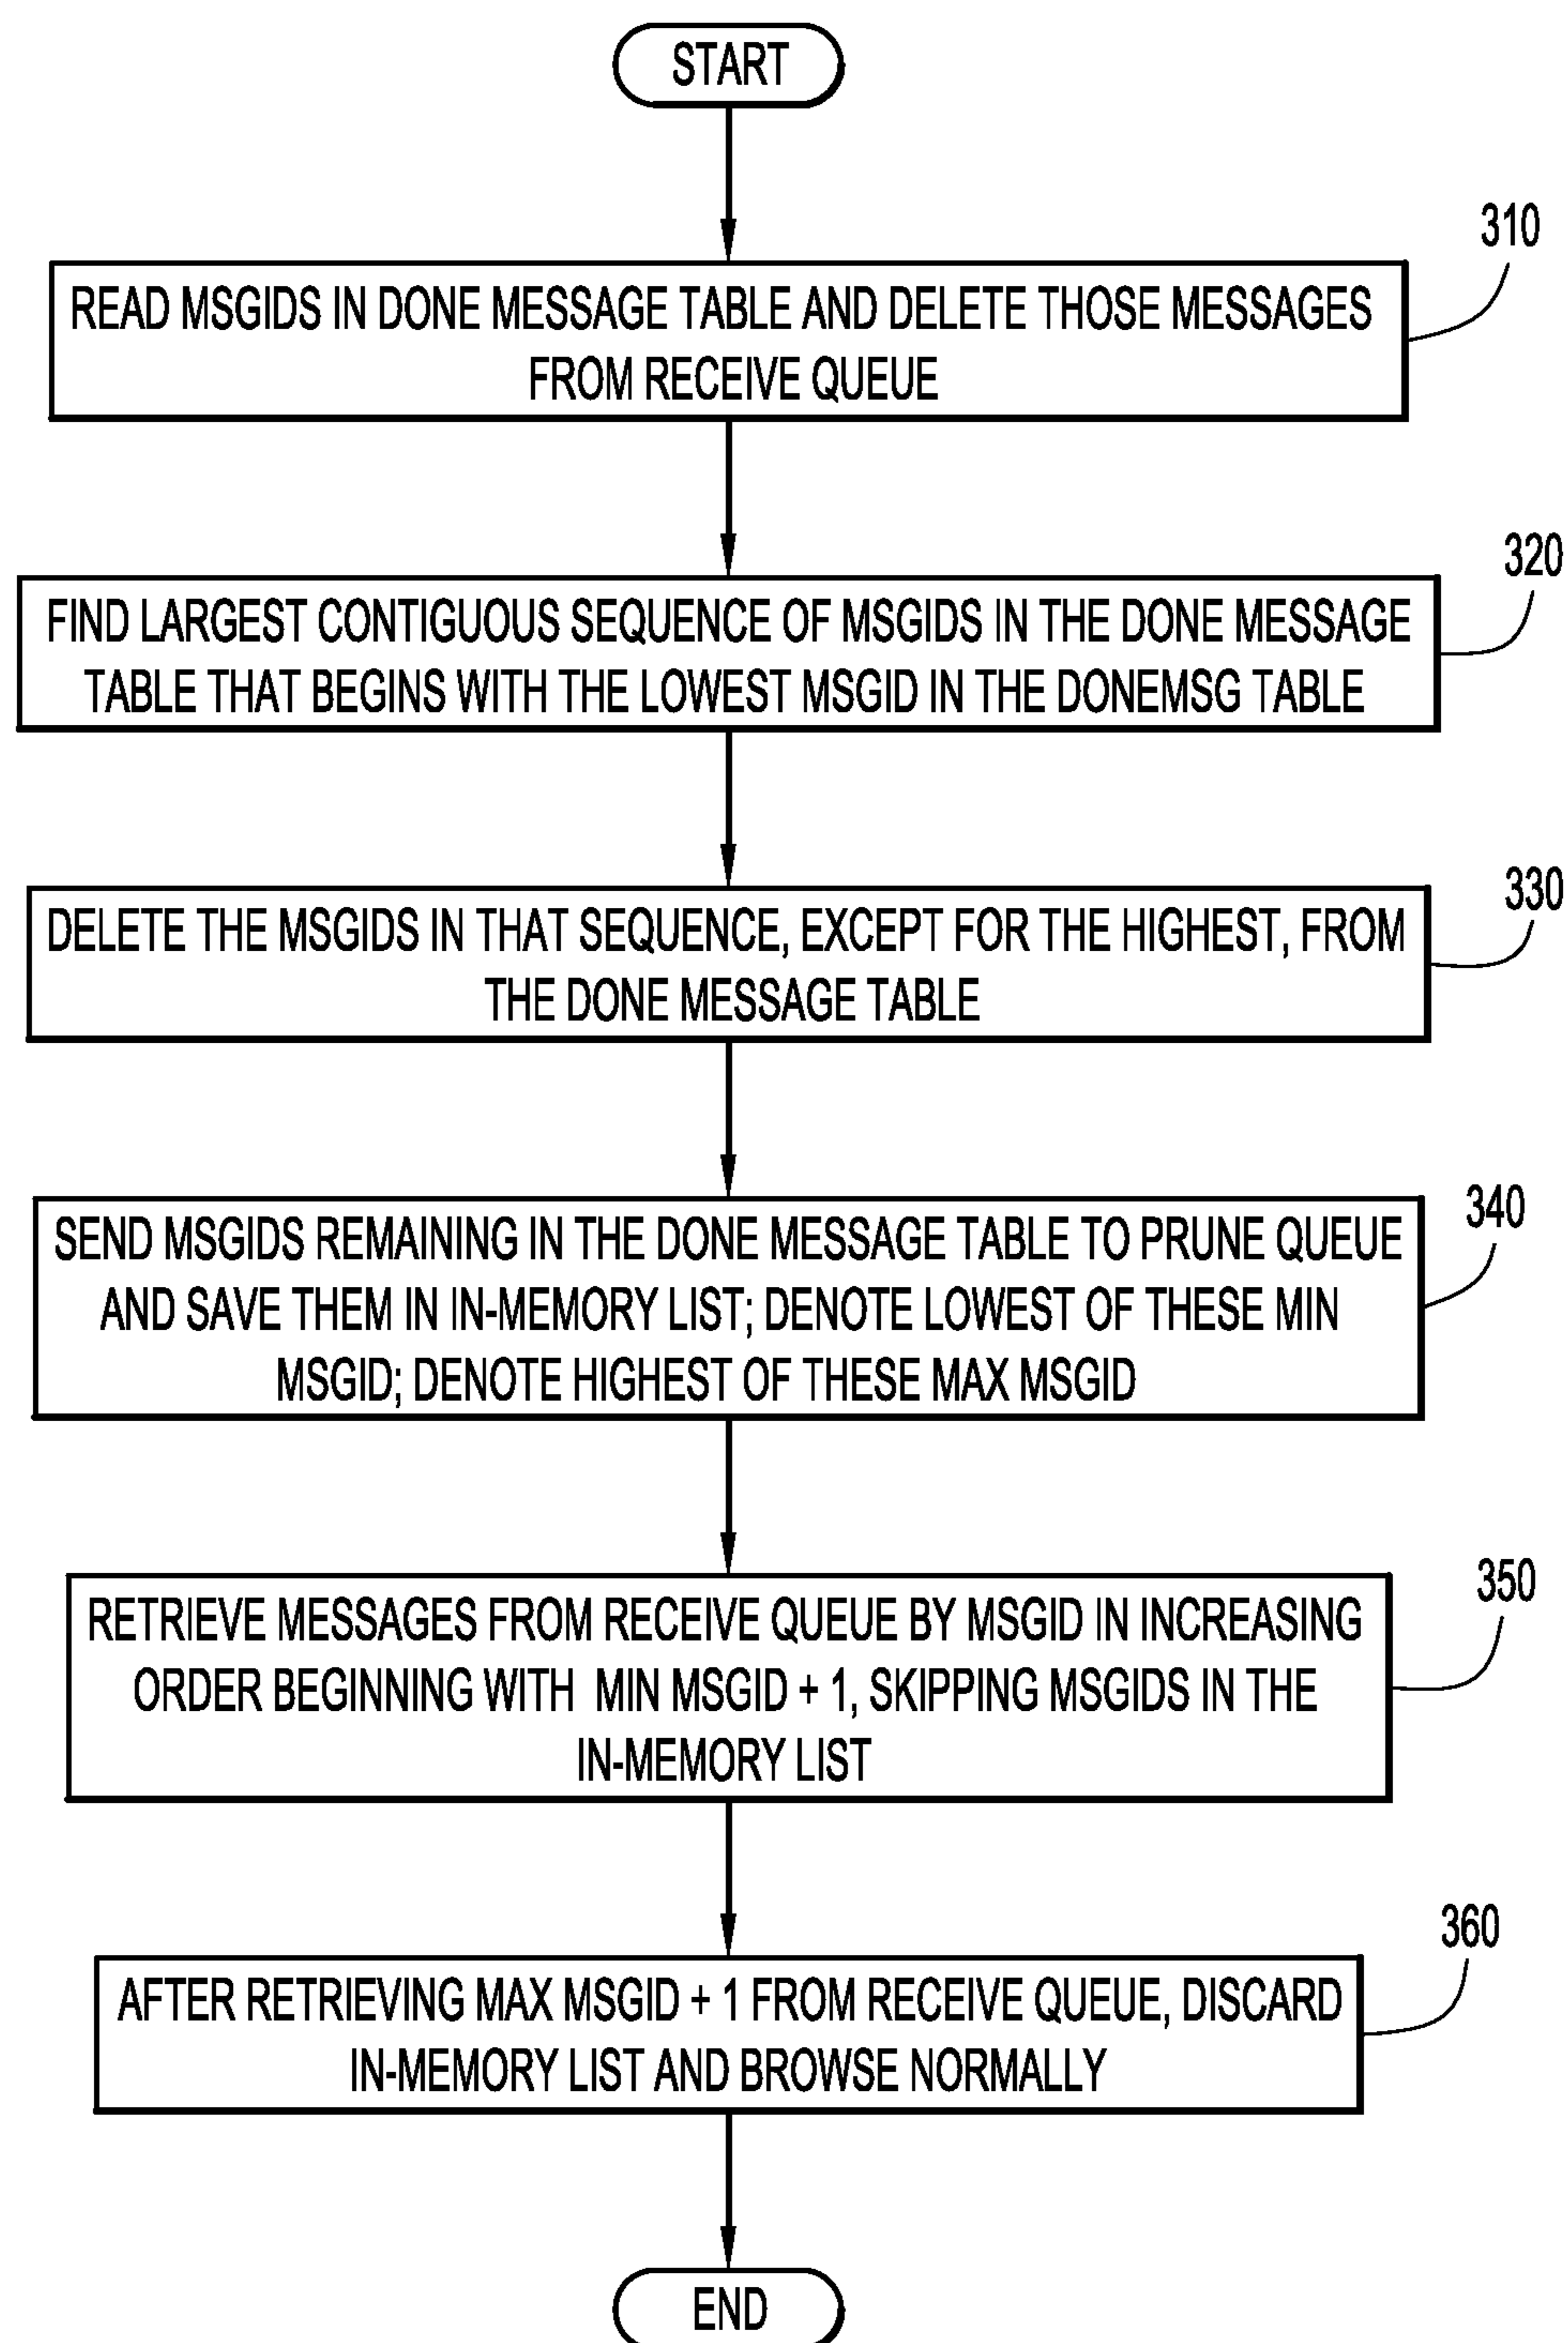 START
310
READ MSGIDS IN DONE MESSAGE TABLE AND DELETE THOSE MESSAGES
FROM RECEIVE QUEUE
320
FIND LARGEST CONTIGUOUS SEQUENCE OF MSGIDS IN THE DONE MESSAGE
TABLE THAT BEGINS WITH THE LOWEST MSGID IN THE DONEMSG TABLE
330
DELETE THE MSGIDS IN THAT SEQUENCE, EXCEPT FOR THE HIGHEST, FROM
THE DONE MESSAGE TABLE
340
SEND MSGIDS REMAINING IN THE DONE MESSAGE TABLE TO PRUNE QUEUE
AND SAVE THEM IN IN-MEMORY LIST; DENOTE LOWEST OF THESE MIN
MSGID; DENOTE HIGHEST OF THESE MAX MSGID
350
RETRIEVE MESSAGES FROM RECEIVE QUEUE BY MSGID IN INCREASING
ORDER BEGINNING WITH MIN MSGID + 1, SKIPPING MSGIDS IN THE
IN-MEMORY LIST
360
AFTER RETRIEVING MAX MSGID + 1 FROM RECEIVE QUEUE, DISCARD
IN-MEMORY LIST AND BROWSE NORMALLY
END